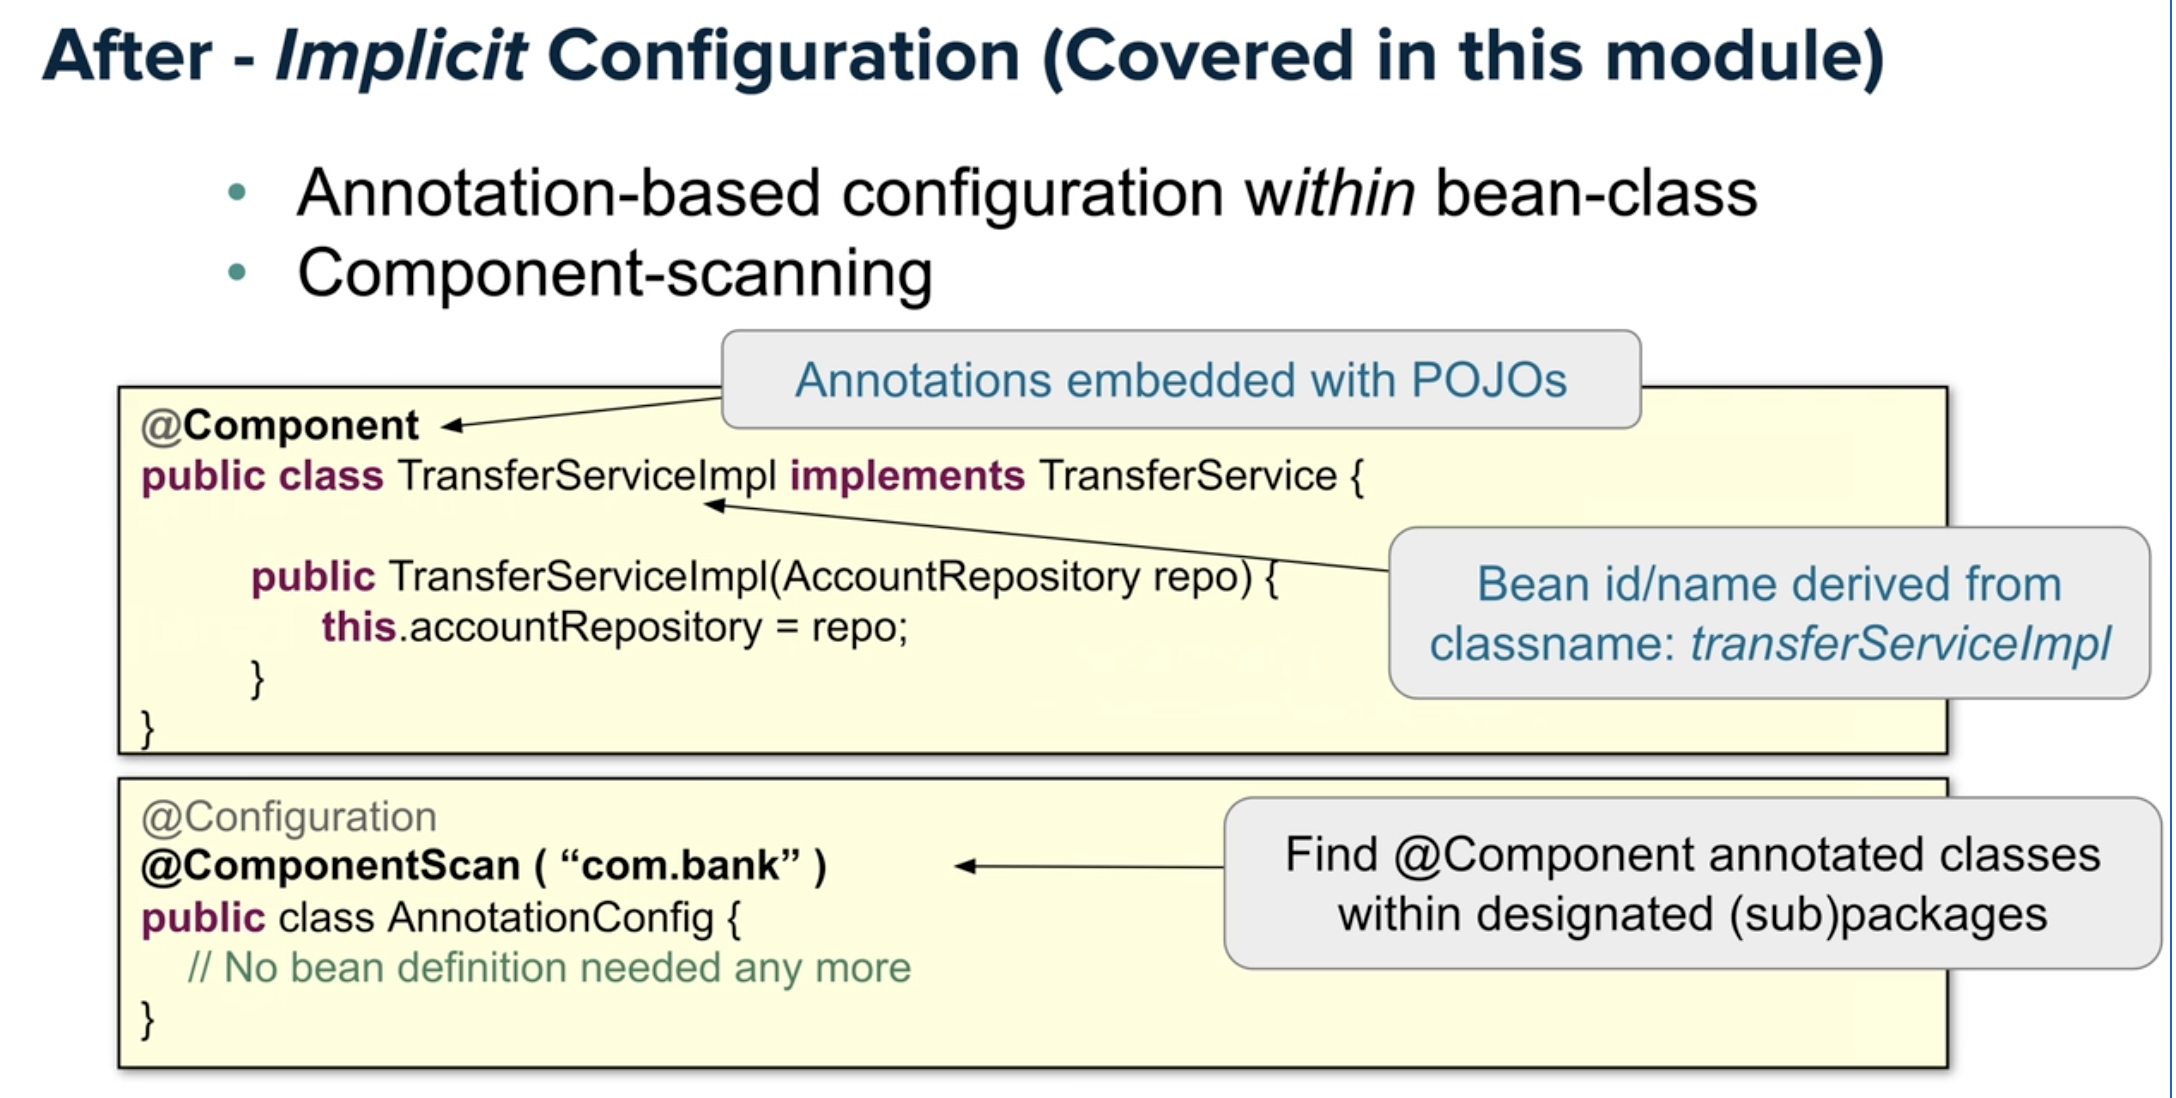 After - Implicit Configuration (Covered in this module)
• Annotation-based configuration within bean-class
• Component-scanning
Annotations embedded with POJOs
@Component
public class TransferServiceImpl implements TransferService {
public TransferServiceImpl(AccountRepository repo) {
this.accountRepository = repo;
}
}
Bean id/name derived from
classname: transferServiceImpl
@Configuration
@ComponentScan ( “com.bank” )
public class AnnotationConfig {
// No bean definition needed any more
}
Find @Component annotated classes
within designated (sub)packages